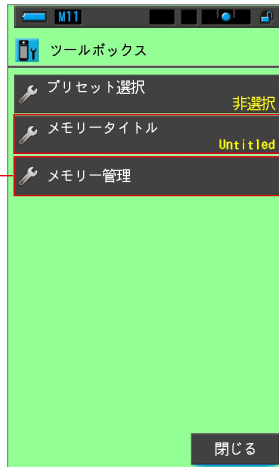 M11
ツールボックス
プリセット選択
非選択
メモリータイトル
Untitled
メモリー管理
閉じる